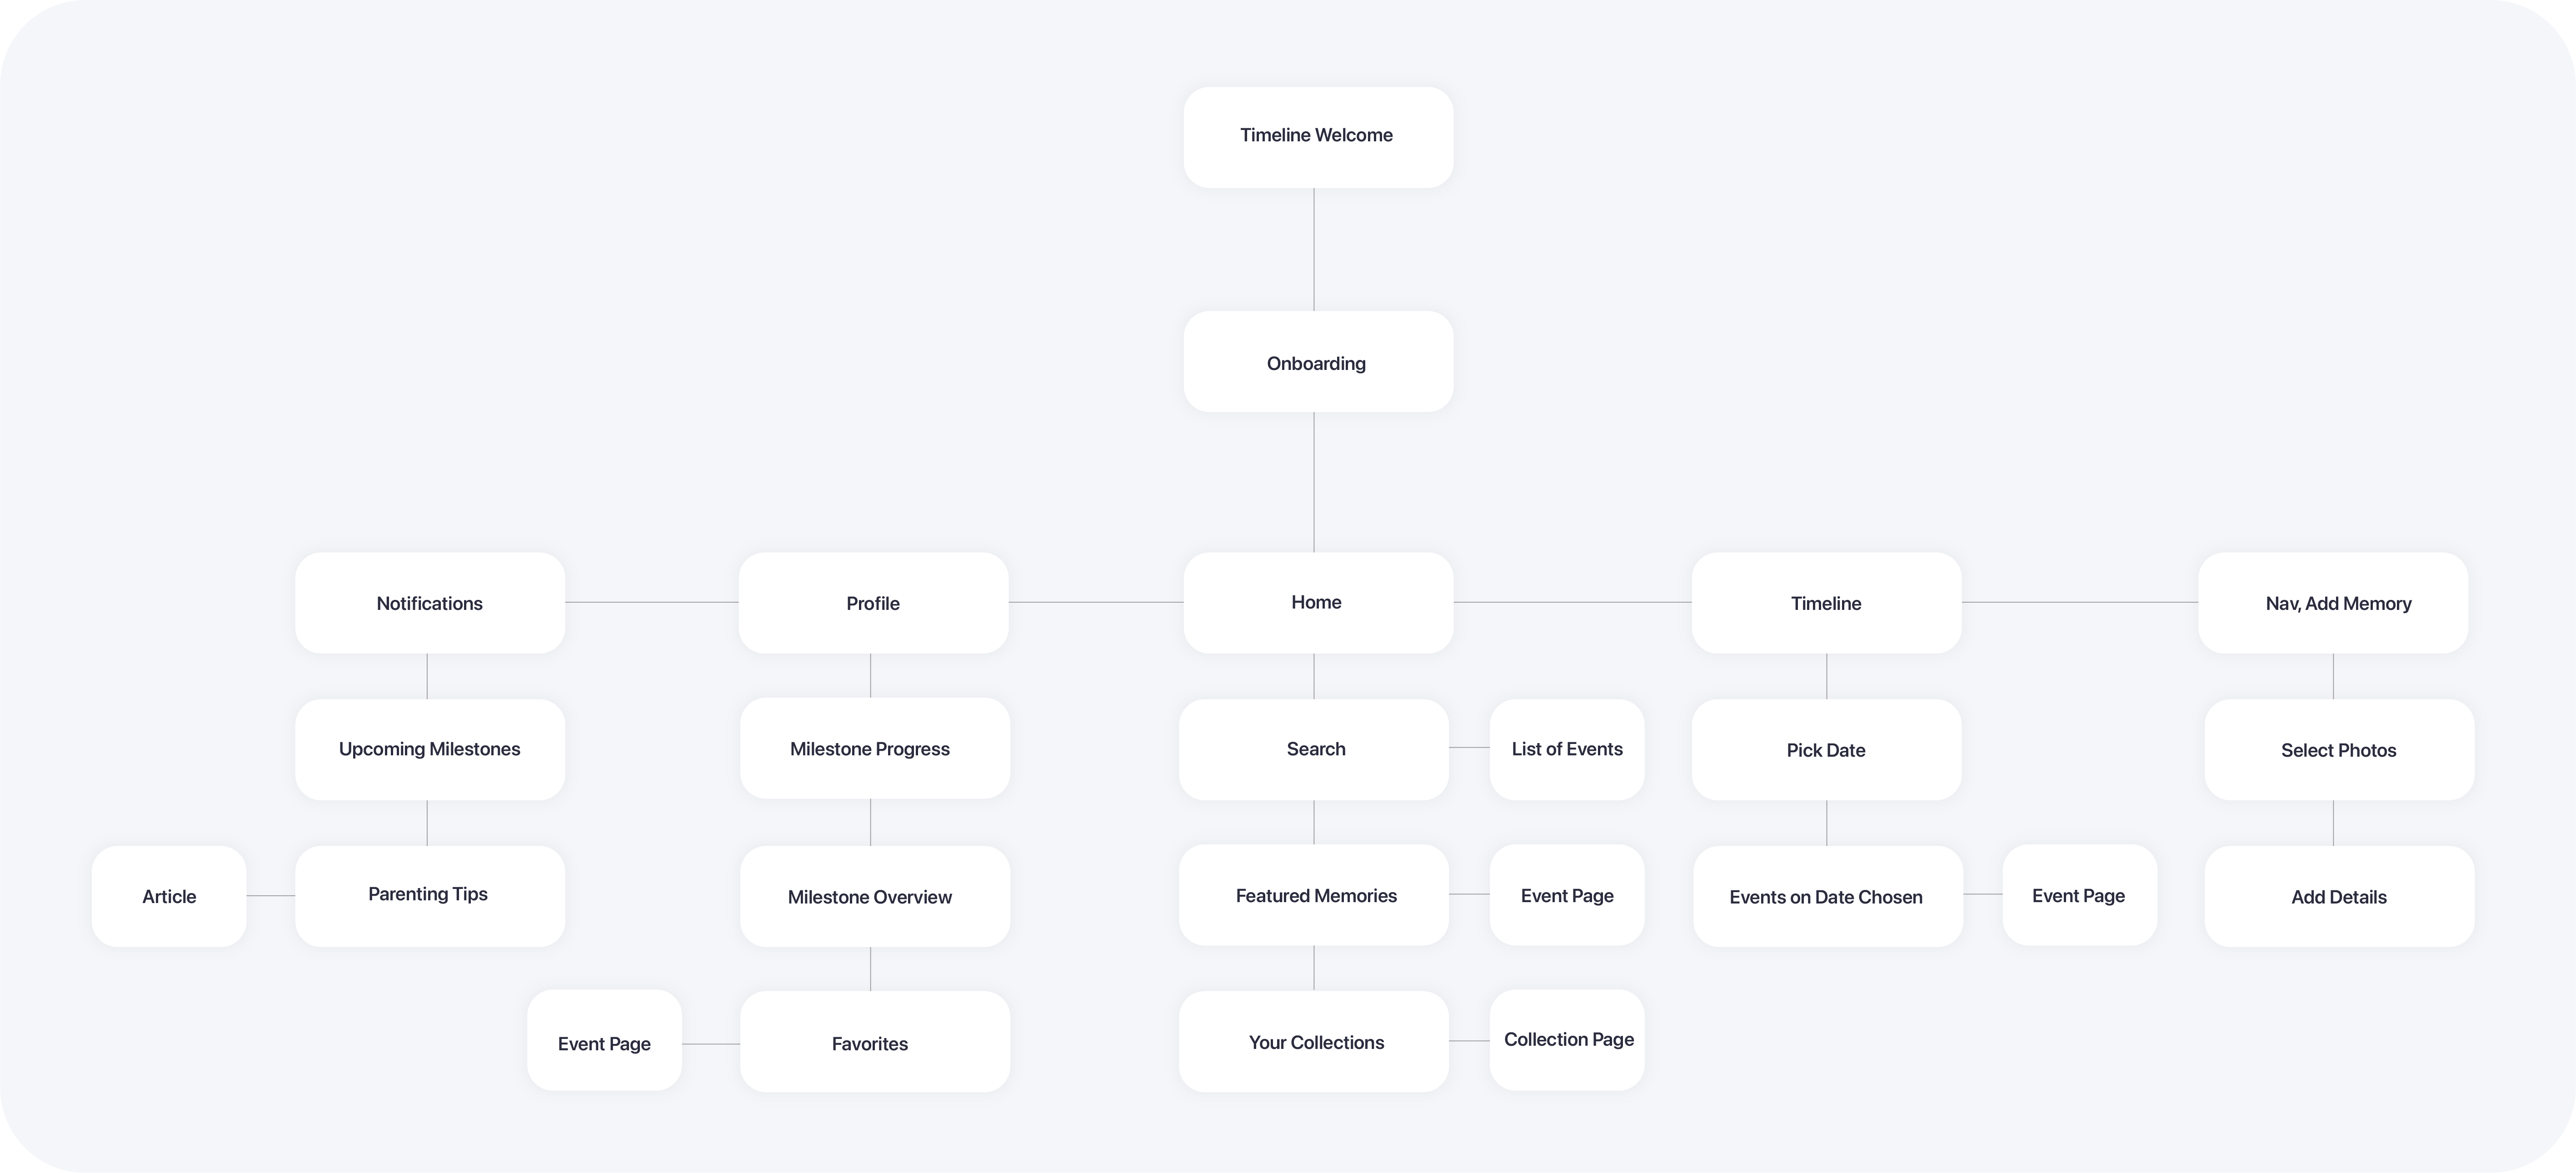 Timeline Welcome
Onboarding
Notifications
Profile
Home
Timeline
Nav, Add Memory
Upcoming Milestones
Milestone Progress
Search
List of Events
Pick Date
Select Photos
Article
Parenting Tips
Milestone Overview
Featured Memories
Event Page
Events on Date Chosen
Event Page
Add Details
Event Page
Favorites
Your Collections
Collection Page